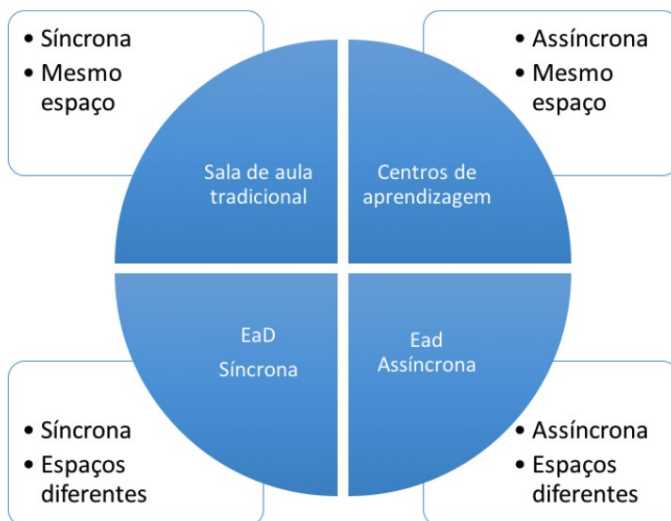 • Síncrona
• Mesmo
espaço
• Assíncrona
• Mesmo
espaço
Sala de aula
tradicional
Centros de
aprendizagem
EaD
Síncrona
Ead
Assíncrona
• Síncrona
• Espaços
diferentes
• Assíncrona
• Espaços
diferentes